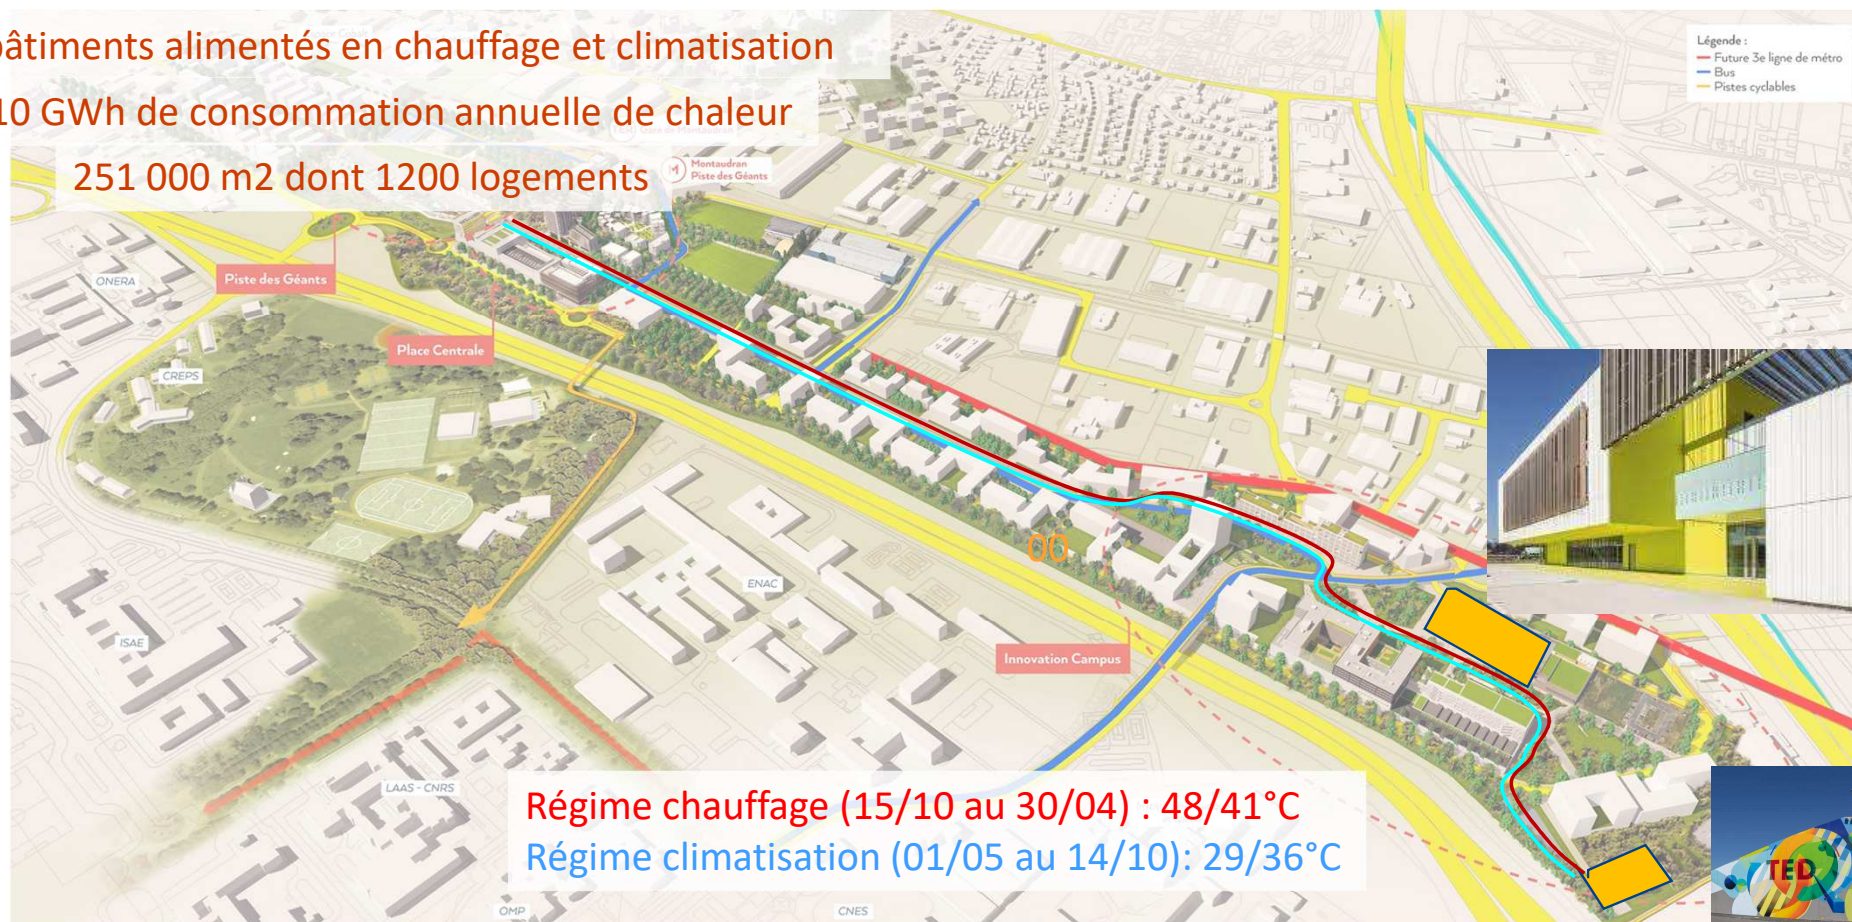 bâtiments alimentés en chauffage et climatisation
10 GWh de consommation annuelle de chaleur
251 000 m2 dont 1200 logements
Légende :
Future 3e ligne de métro
Bus
Pistes cyclables
M Montaudran
Piste des Géants
ONERA
Piste des Géants
Place Centrale
CREPS
00
ENAC
ISAE
Innovation Campus
LAAS - CNRS
Régime chauffage (15/10 au 30/04) : 48/41°C
Régime climatisation (01/05 au 14/10): 29/36°C
TED
OMP
CNES